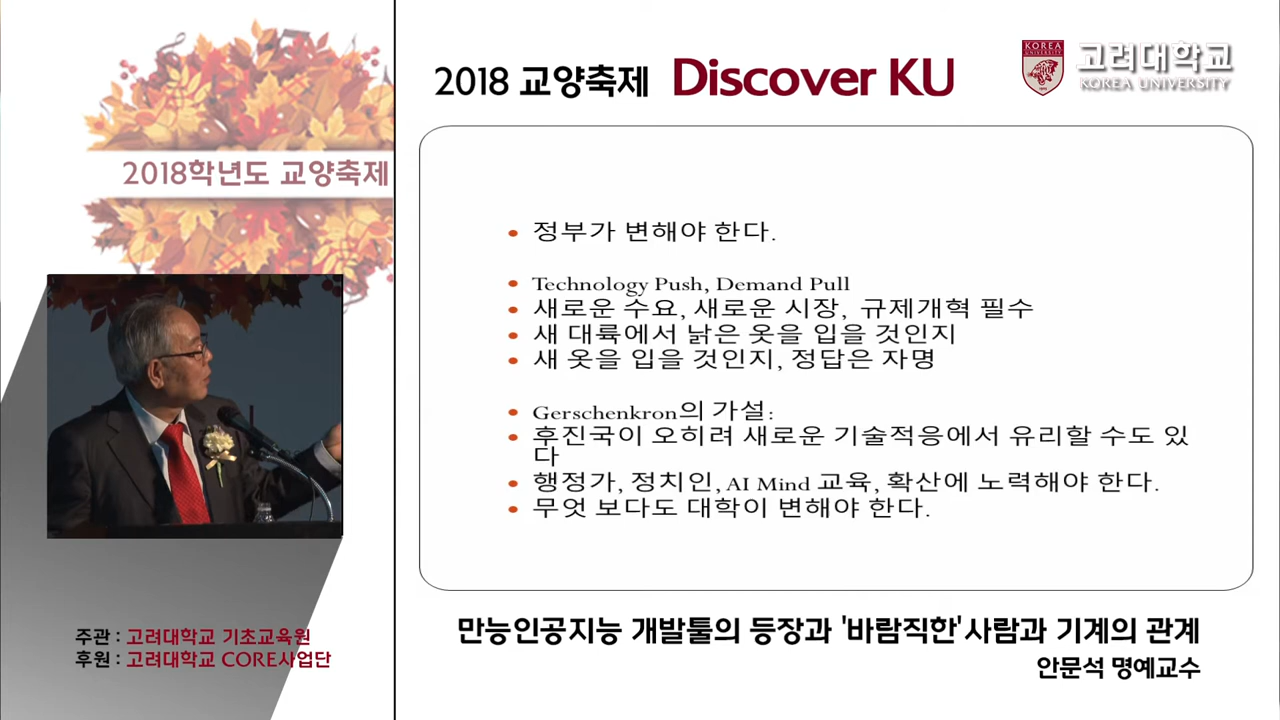 2018 교양축제 Discover KU
KOREA
UNIVERSITY
고려대학교
KOREA UNIVERSITY
2018학년도 교양축제
정부가 변해야 한다.
Technology Push, Demand Pull
새로운 수요, 새로운 시장, 규제개혁 필수
새 대륙에서 낡은 옷을 입을 것인지
새 옷을 입을 것인지, 정답은 자명
Gerschenkron의 가설:
후진국이 오히려 새로운 기술적응에서 유리할 수도 있
다
행정가, 정치인, AI Mind 교육, 확산에 노력해야 한다.
무엇 보다도 대학이 변해야 한다.
주관 : 고려대학교 기초교육원
후원 : 고려대학교 CORE사업단
만능인공지능 개발툴의 등장과 '바람직한' 사람과 기계의 관계
안문석 명예교수